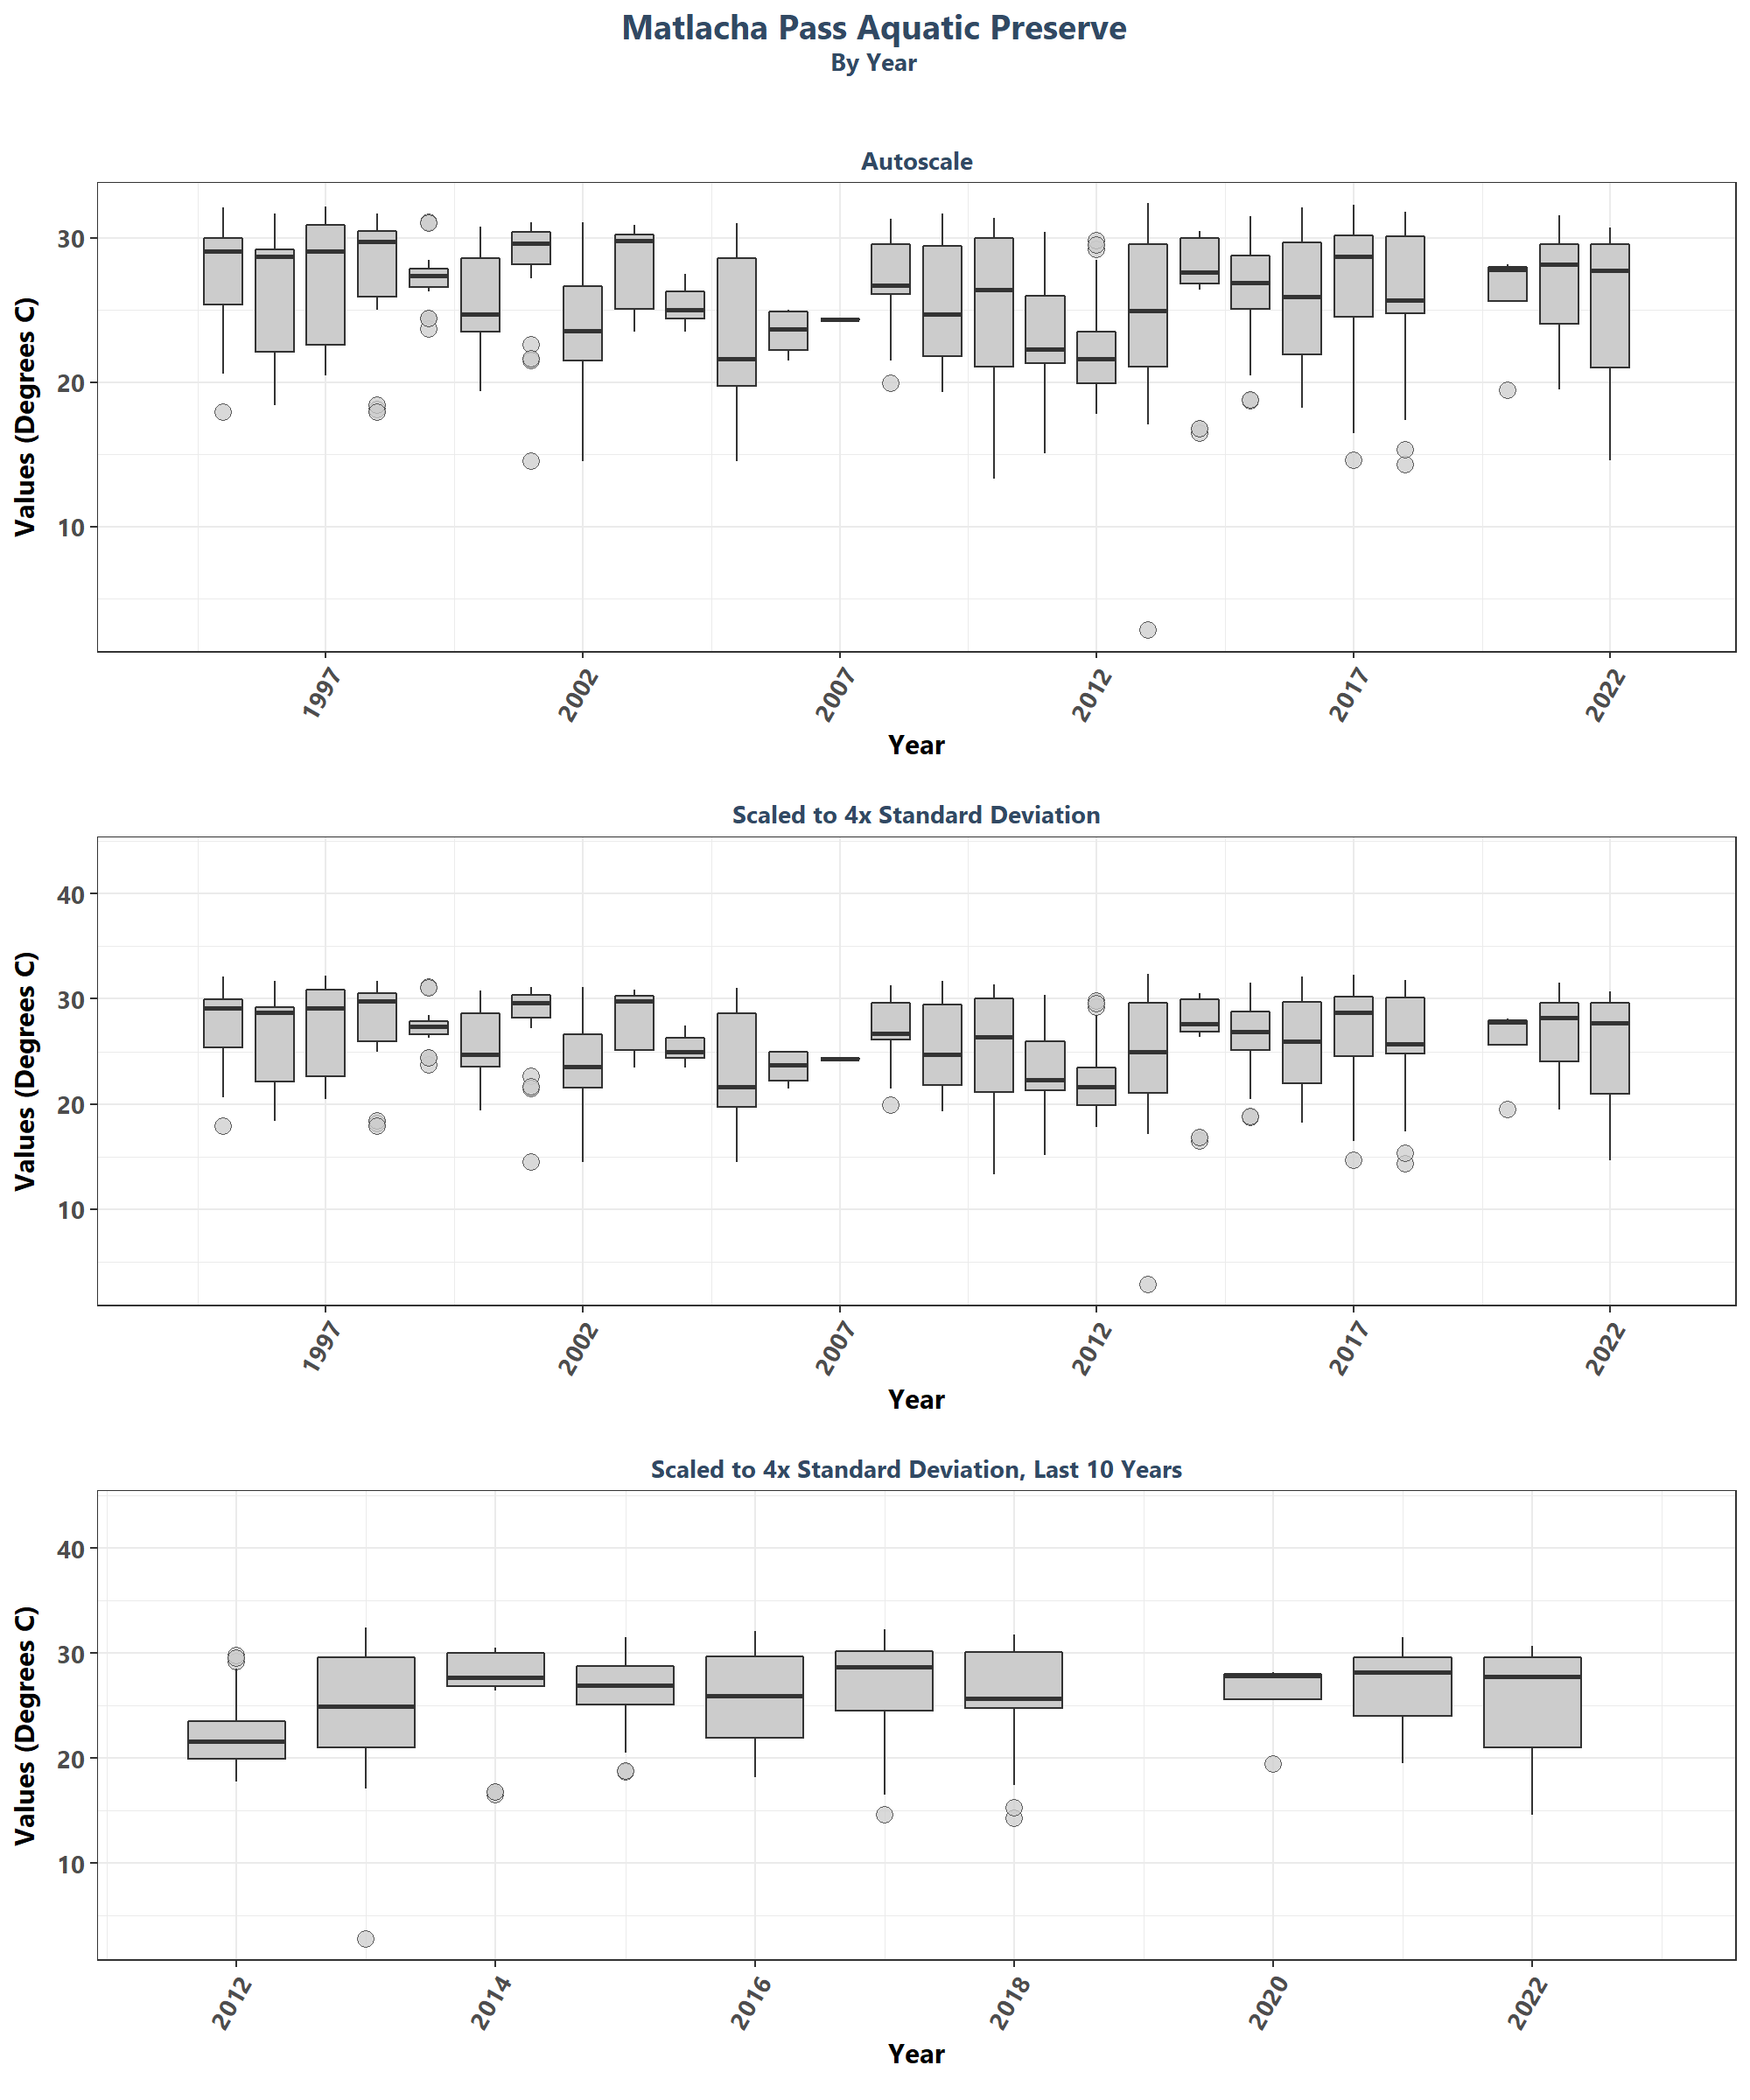 Matlacha Pass Aquatic Preserve
By Year
Autoscale
Values (Degrees C)
30
20
10
1997
2002
2007
2012
2017
2022
Year
Scaled to 4x Standard Deviation
Values (Degrees C)
40
30
20
10
1997
2002
2007
2012
2017
2022
Year
Scaled to 4x Standard Deviation, Last 10 Years
Values (Degrees C)
40
30
20
10
2012
2014
2016
2018
2020
2022
Year